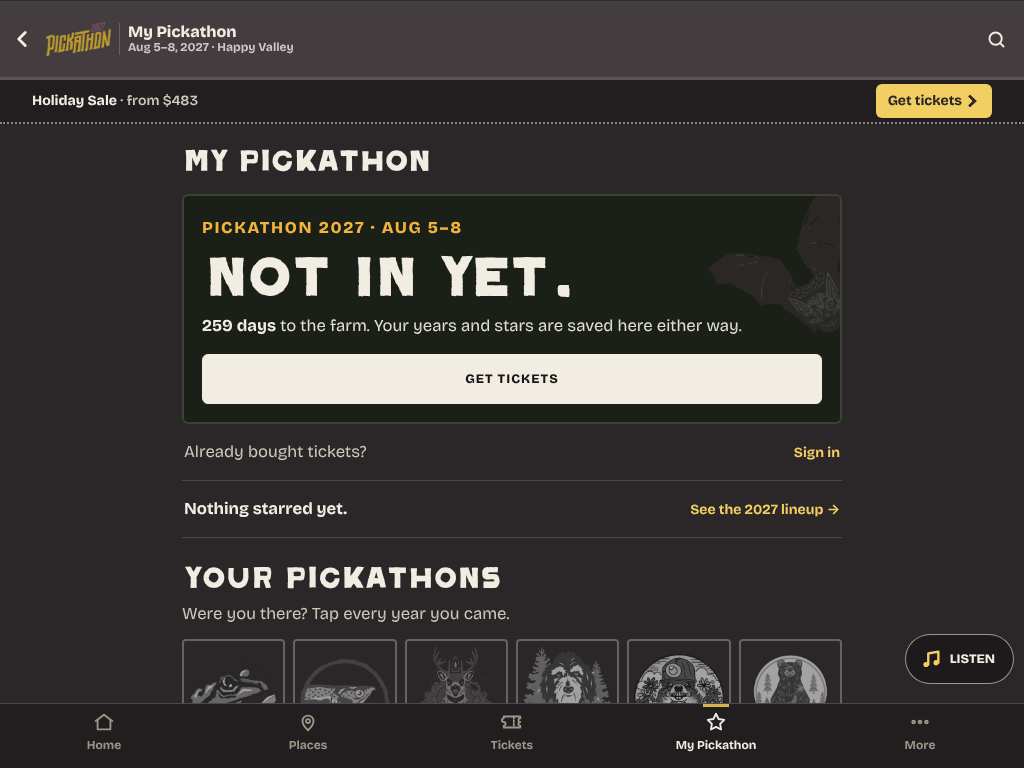 PICKATHON
My Pickathon
Aug 5–8, 2027 · Happy Valley
Holiday Sale · from $483
Get tickets
MY PICKATHON
PICKATHON 2027 · AUG 5–8
NOT IN YET.
259 days to the farm. Your years and stars are saved here either way.
GET TICKETS
Already bought tickets?
Sign in
Nothing starred yet.
See the 2027 lineup →
YOUR PICKATHONS
Were you there? Tap every year you came.
LISTEN
Home
Places
Tickets
My Pickathon
More